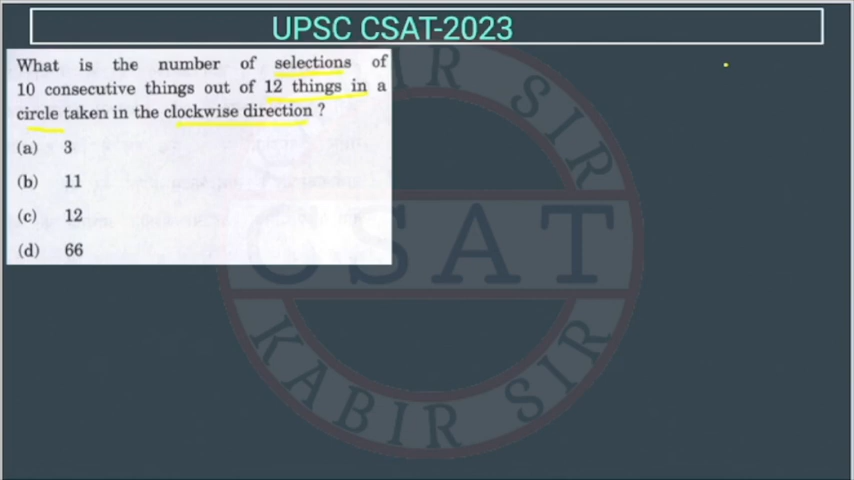 UPSC CSAT-2023
What is the number of selections of
10 consecutive things out of 12 things in a
circle taken in the clockwise direction ?
(a) 3
(b) 11
(c) 12
(d) 66
KABIR SIR
CSAT
KABIR SIR